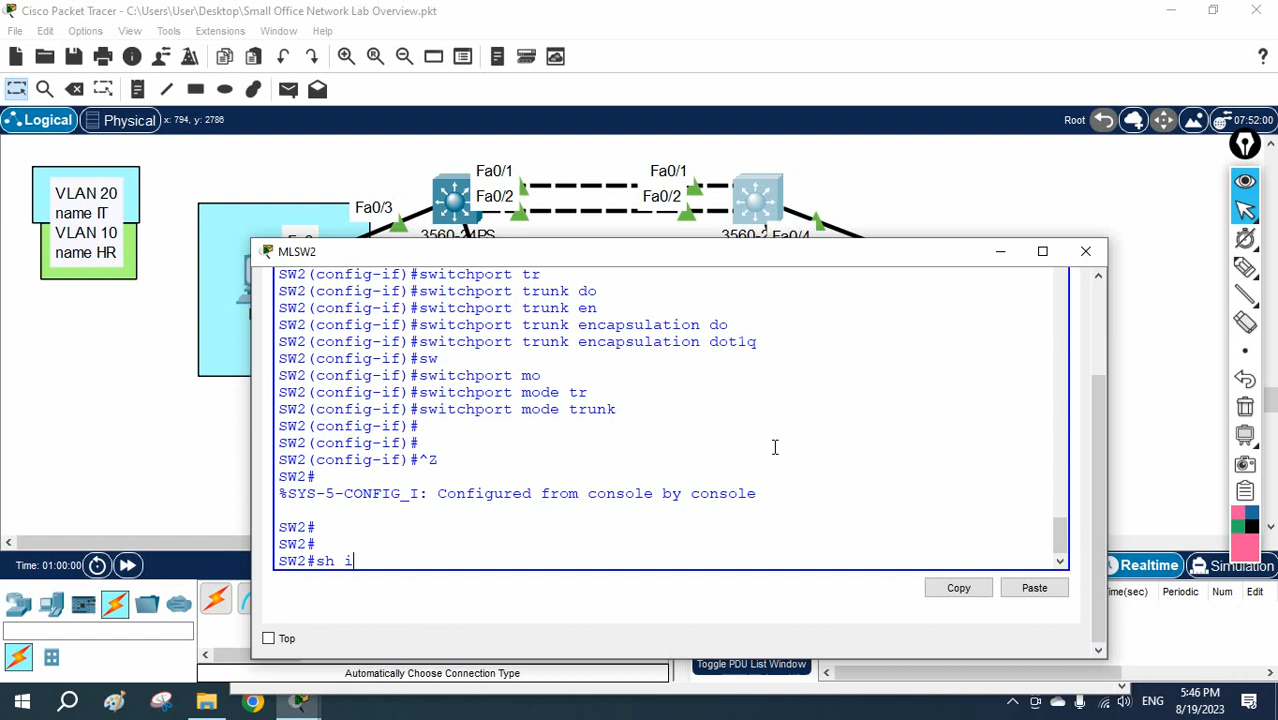 Cisco Packet Tracer - C:\Users\User\Desktop\Small Office Network Lab Overview.pkt
File Edit Options View Tools Extensions Window Help
Logical Physical x: 794, y: 2786 Root 07:52:00
VLAN 20
name IT
VLAN 10
name HR
Fa0/1 Fa0/1
Fa0/2 Fa0/2
Fa0/3
3560-24PS
Fa0/4
MLSW2
SW2(config-if)#switchport tr
SW2(config-if)#switchport trunk do
SW2(config-if)#switchport trunk en
SW2(config-if)#switchport trunk encapsulation do
SW2(config-if)#switchport trunk encapsulation dot1q
SW2(config-if)#sw
SW2(config-if)#switchport mo
SW2(config-if)#switchport mode tr
SW2(config-if)#switchport mode trunk
SW2(config-if)#
SW2(config-if)#
SW2(config-if)#^Z
SW2#
%SYS-5-CONFIG_I: Configured from console by console
SW2#
SW2#
SW2#sh i
Copy Paste
Top
Time: 01:00:00 Realtime Simulation
Periodic Num Edit
Automatically Choose Connection Type
Toggle PDU List Window
ENG
5:46 PM
8/19/2023